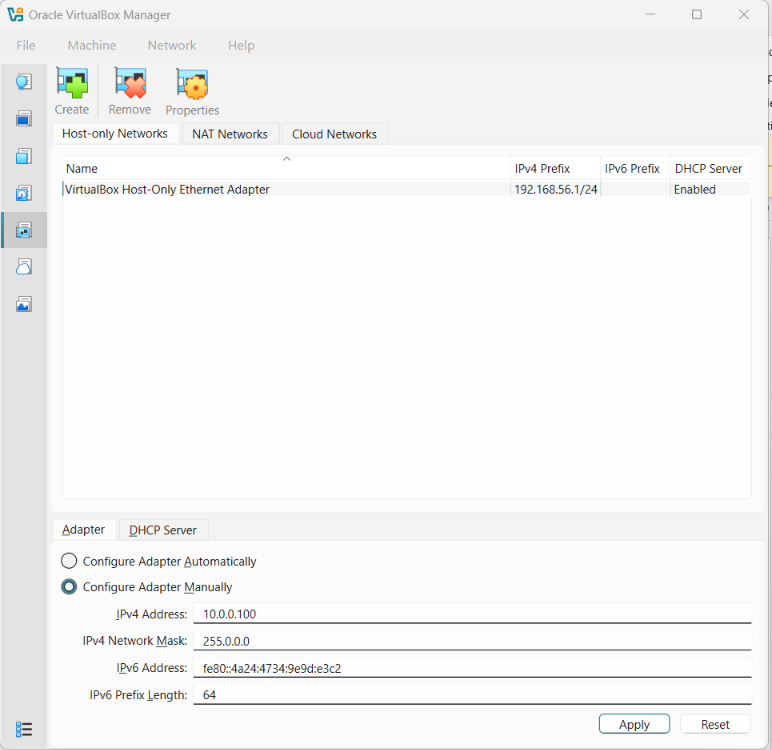 Oracle VirtualBox Manager
File Machine Network Help
Create Remove Properties
Host-only Networks NAT Networks Cloud Networks
Name IPv4 Prefix IPv6 Prefix DHCP Server
VirtualBox Host-Only Ethernet Adapter 192.168.56.1/24 Enabled
Adapter DHCP Server
Configure Adapter Automatically
Configure Adapter Manually
IPv4 Address: 10.0.0.100
IPv4 Network Mask: 255.0.0.0
IPv6 Address: fe80::4a24:4734:9e9d:e3c2
IPv6 Prefix Length: 64
Apply Reset